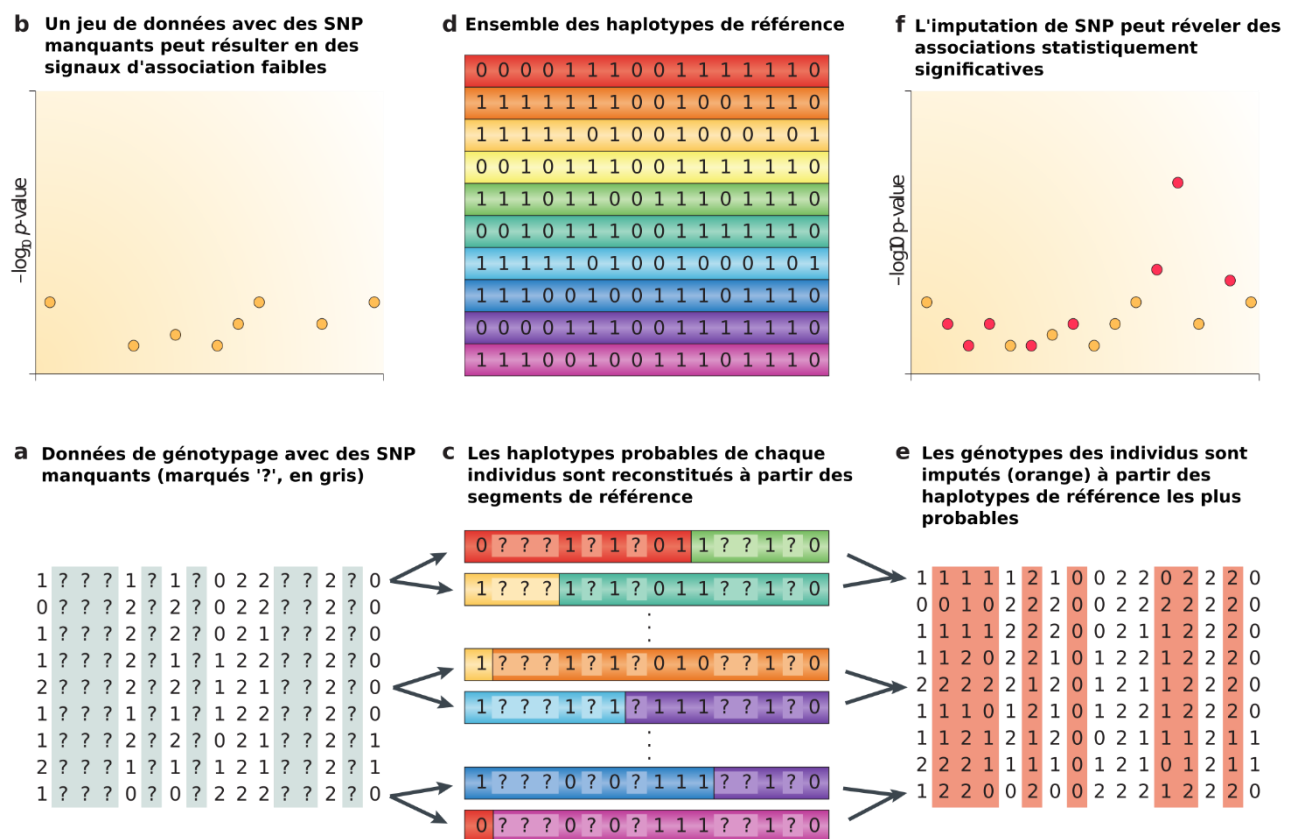 b Un jeu de données avec des SNP
manquants peut résulter en des
signaux d'association faibles
–log10 p-value
d Ensemble des haplotypes de référence
0 0 0 0 1 1 1 0 0 1 1 1 1 1 1 0
1 1 1 1 1 1 1 0 0 1 0 0 1 1 1 0
1 1 1 1 1 0 1 0 0 1 0 0 0 1 0 1
0 0 1 0 1 1 1 0 0 1 1 1 1 1 1 0
1 1 1 0 1 1 0 0 1 1 1 0 1 1 1 0
0 0 1 0 1 1 1 0 0 1 1 1 1 1 1 0
1 1 1 1 1 0 1 0 0 1 0 0 0 1 0 1
1 1 1 0 0 1 0 0 1 1 1 0 1 1 1 0
0 0 0 0 1 1 1 0 0 1 1 1 1 1 1 0
1 1 1 0 0 1 0 0 1 1 1 0 1 1 1 0
f L'imputation de SNP peut réveler des
associations statistiquement
significatives
–log10 p-value
a Données de génotypage avec des SNP
manquants (marqués '?', en gris)
1 ? ? ? 1 ? 1 ? 0 2 2 ? ? 2 ? 0
0 ? ? ? 2 ? 2 ? 0 2 2 ? ? 2 ? 0
1 ? ? ? 2 ? 2 ? 0 2 1 ? ? 2 ? 0
1 ? ? ? 2 ? 1 ? 1 2 2 ? ? 2 ? 0
2 ? ? ? 2 ? 2 ? 1 2 1 ? ? 2 ? 0
1 ? ? ? 1 ? 1 ? 1 2 2 ? ? 2 ? 0
1 ? ? ? 2 ? 2 ? 0 2 1 ? ? 2 ? 1
2 ? ? ? 1 ? 1 ? 1 2 1 ? ? 2 ? 1
1 ? ? ? 0 ? 0 ? 2 2 2 ? ? 2 ? 0
c Les haplotypes probables de chaque
individus sont reconstitués à partir des
segments de référence
0 ? ? ? 1 ? 1 ? 0 1 1 ? ? 1 ? 0
1 ? ? ? 1 ? 1 ? 0 1 1 ? ? 1 ? 0
1 ? ? ? 1 ? 1 ? 0 1 0 ? ? 1 ? 0
1 ? ? ? 1 ? 1 ? 1 1 1 ? ? 1 ? 0
1 ? ? ? 0 ? 0 ? 1 1 1 ? ? 1 ? 0
0 ? ? ? 0 ? 0 ? 1 1 1 ? ? 1 ? 0
e Les génotypes des individus sont
imputés (orange) à partir des
haplotypes de référence les plus
probables
1 1 1 1 1 2 1 0 0 2 2 0 2 2 2 0
0 0 1 0 2 2 2 0 0 2 2 2 2 2 2 0
1 1 1 1 2 2 2 0 0 2 1 1 2 2 2 0
1 1 2 0 2 2 1 0 1 2 2 1 2 2 2 0
2 2 2 2 2 1 2 0 1 2 1 1 2 2 2 0
1 1 1 0 1 2 1 0 1 2 2 1 2 2 2 0
1 1 2 1 2 1 2 0 0 2 1 1 1 2 1 1
2 2 2 1 1 1 1 0 1 2 1 0 1 2 1 1
1 2 2 0 0 2 0 0 2 2 2 1 2 2 2 0